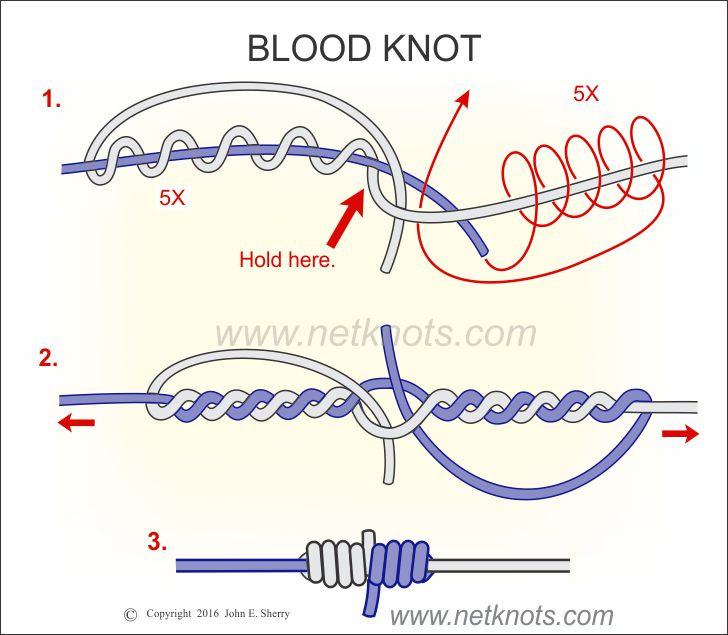 BLOOD KNOT
1.
5X
5X
Hold here.
www.netknots.com
2.
3.
© Copyright 2016 John E. Sherry
www.netknots.com